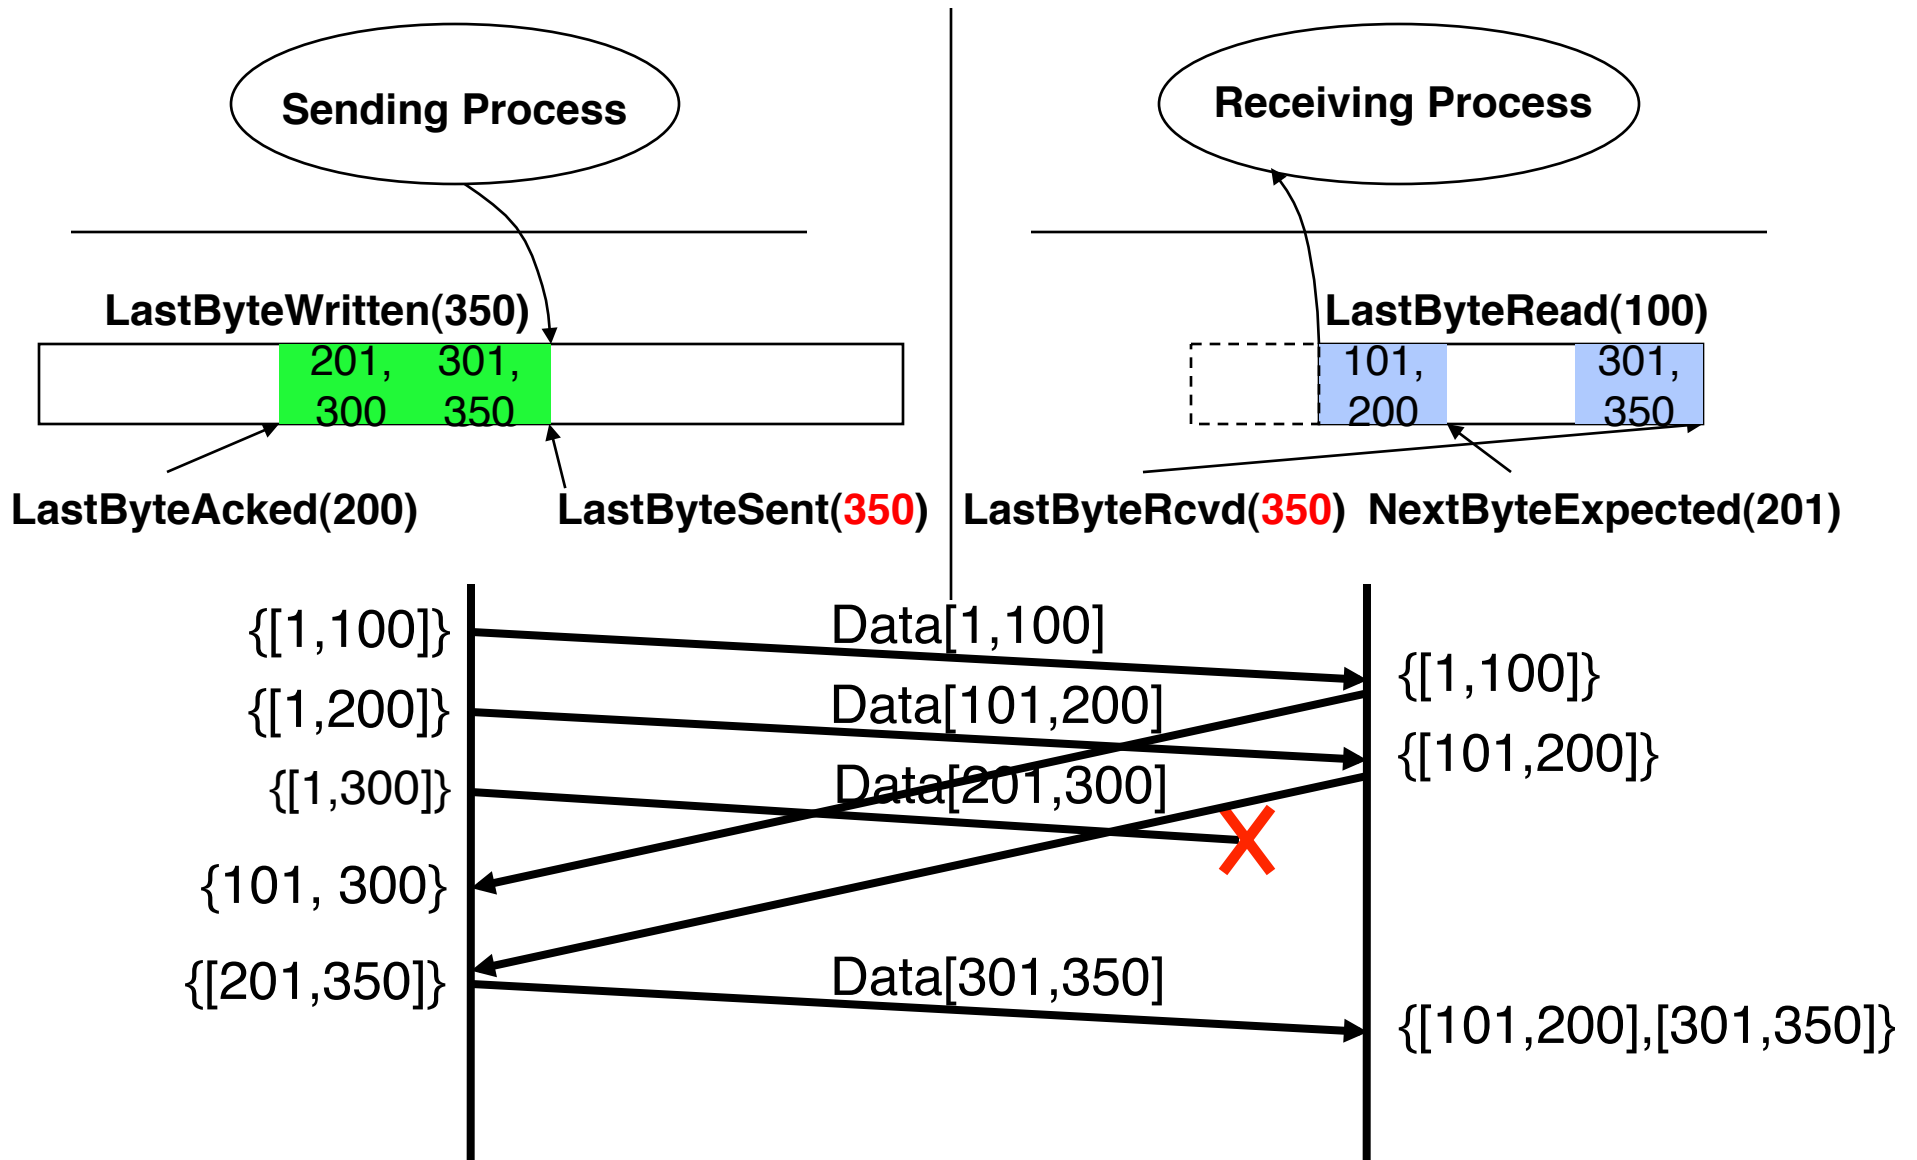 Sending Process
Receiving Process
LastByteWritten(350)
LastByteRead(100)
201,
300
301,
350
101,
200
301,
350
LastByteAcked(200)
LastByteSent(350)
LastByteRcvd(350)
NextByteExpected(201)
{[1,100]}
Data[1,100]
{[1,100]}
{[1,200]}
Data[101,200]
{[101,200]}
{[1,300]}
Data[201,300]
{101, 300}
{[201,350]}
Data[301,350]
{[101,200],[301,350]}